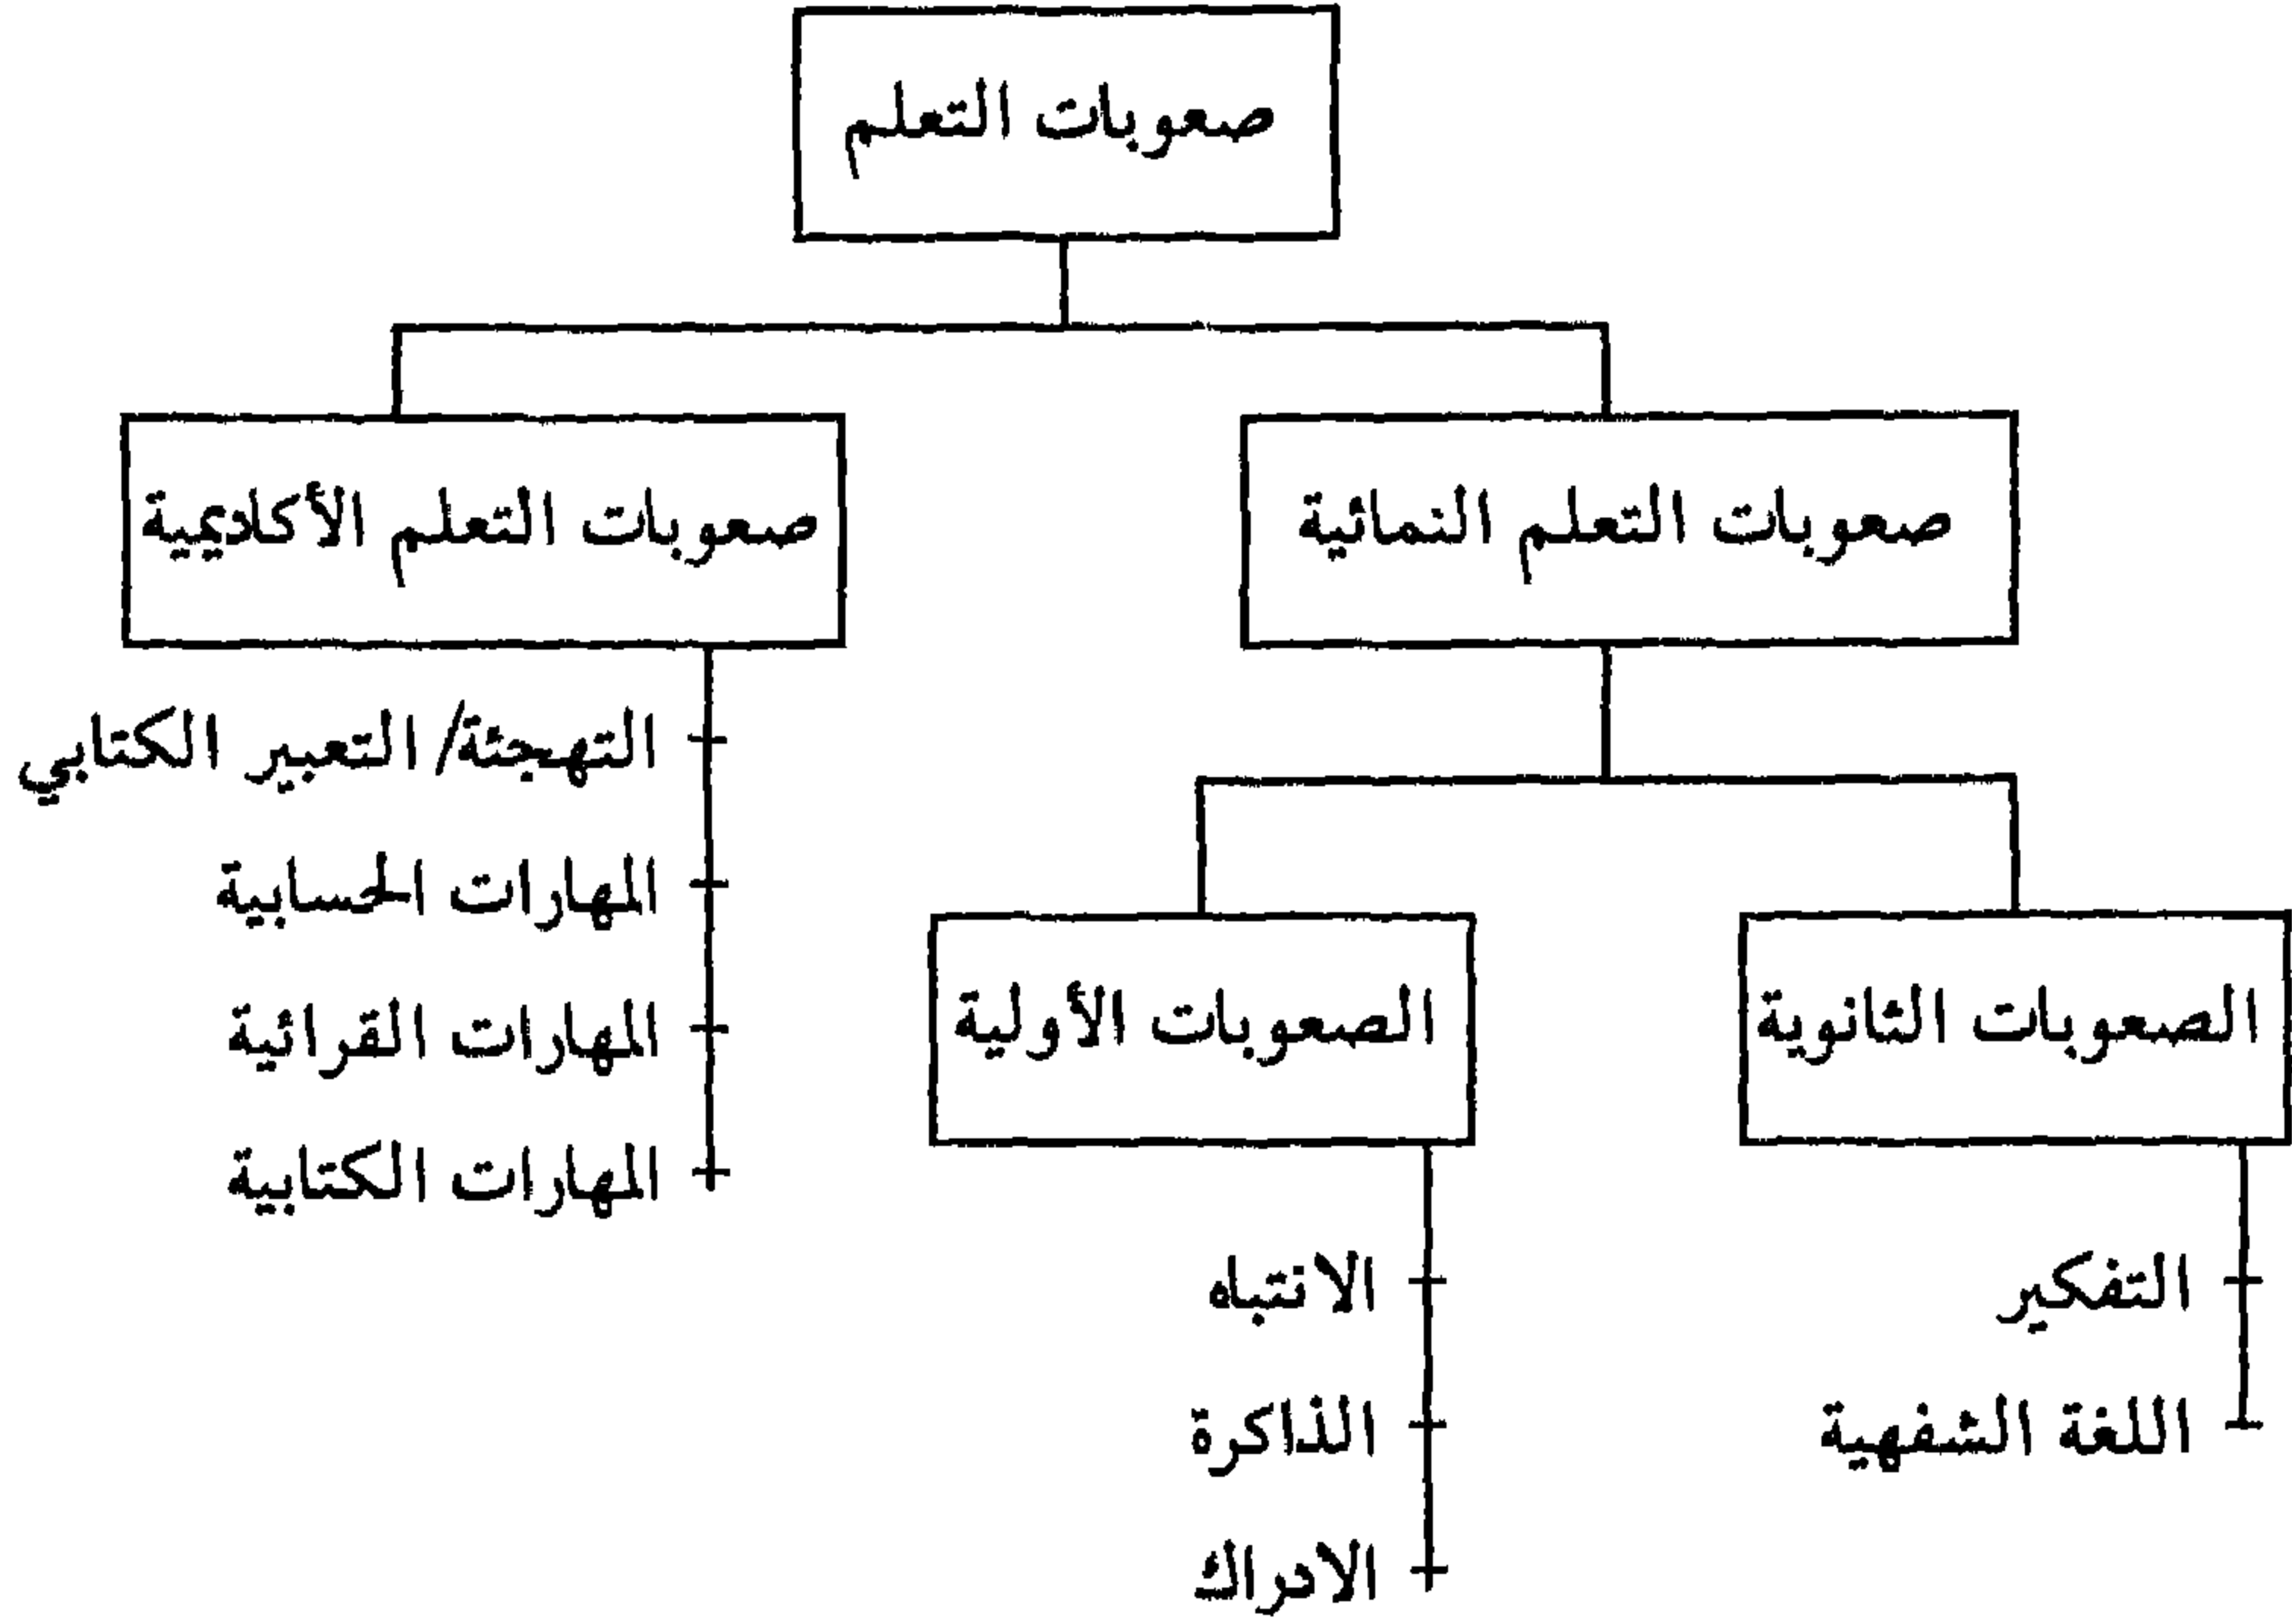 صعوبات التعلم
صعوبات التعلم النمائية
صعوبات التعلم الأكاديمية
التهجئة/ التعبير الكتابي
المهارات الحسابية
المهارات القرائية
المهارات الكتابية
الصعوبات الثانوية
الصعوبات الأولية
التفكير
اللغة الشفهية
الانتباه
الذاكرة
الادراك